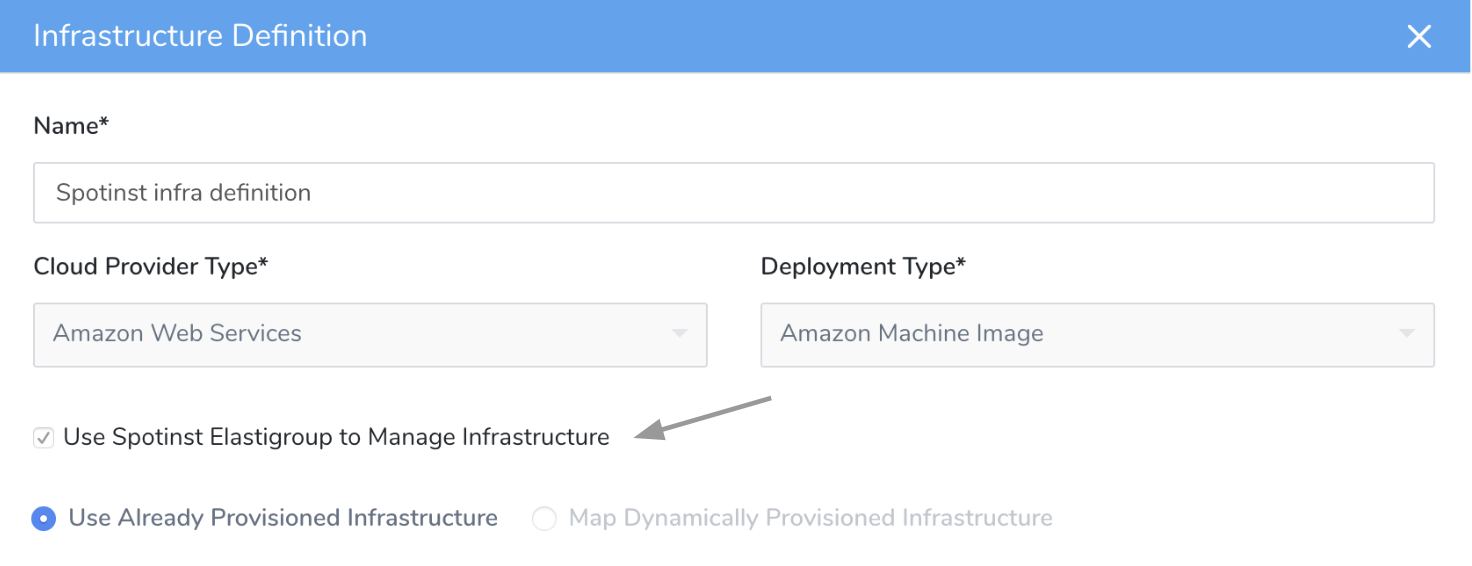 Infrastructure Definition
Name*
Spotinst infra definition
Cloud Provider Type* Deployment Type*
Amazon Web Services Amazon Machine Image
Use Spotinst Elastigroup to Manage Infrastructure
Use Already Provisioned Infrastructure Map Dynamically Provisioned Infrastructure